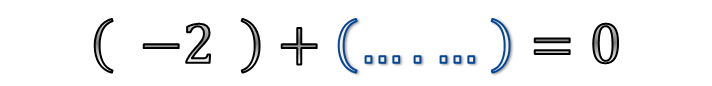 ( −2 ) + (... . ...) = 0